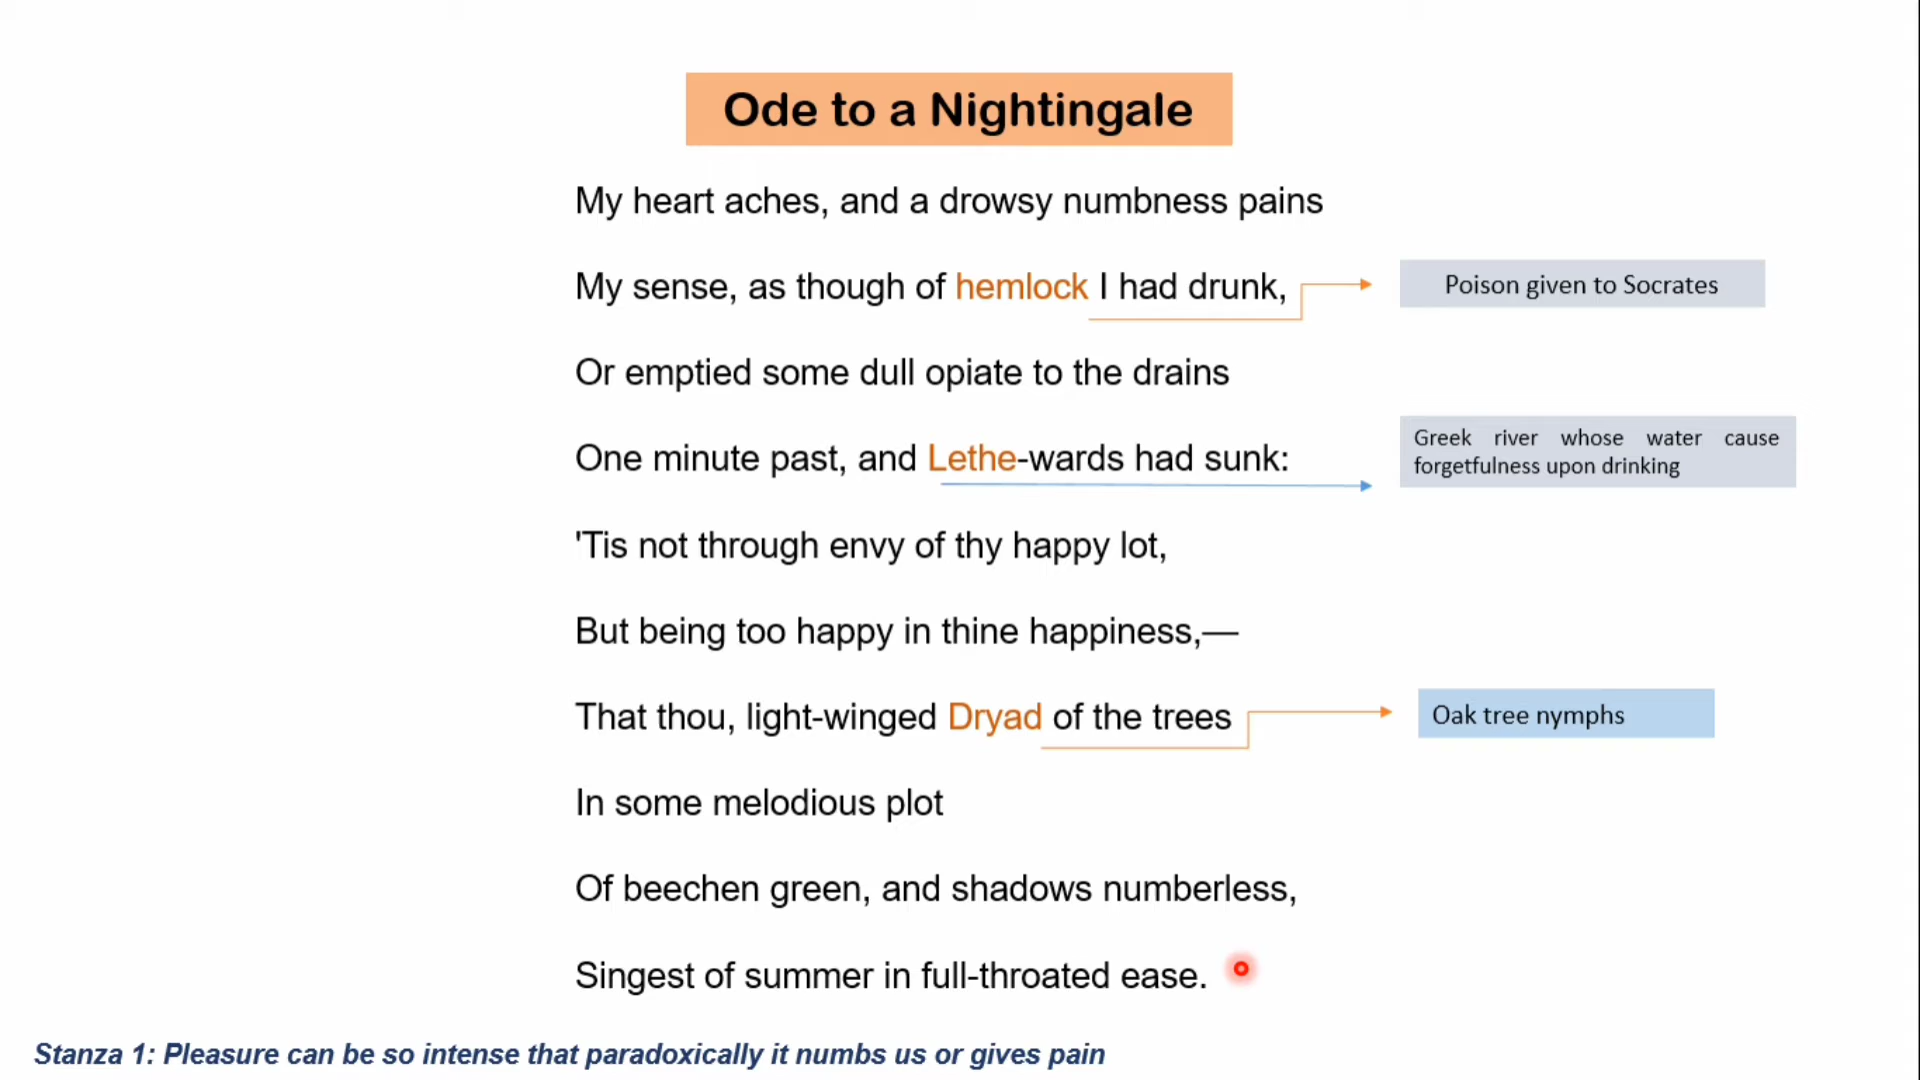 Ode to a Nightingale
My heart aches, and a drowsy numbness pains
My sense, as though of hemlock I had drunk,
Poison given to Socrates
Or emptied some dull opiate to the drains
One minute past, and Lethe-wards had sunk:
Greek river whose water cause
forgetfulness upon drinking
'Tis not through envy of thy happy lot,
But being too happy in thine happiness,—
That thou, light-winged Dryad of the trees
Oak tree nymphs
In some melodious plot
Of beechen green, and shadows numberless,
Singest of summer in full-throated ease.
Stanza 1: Pleasure can be so intense that paradoxically it numbs us or gives pain